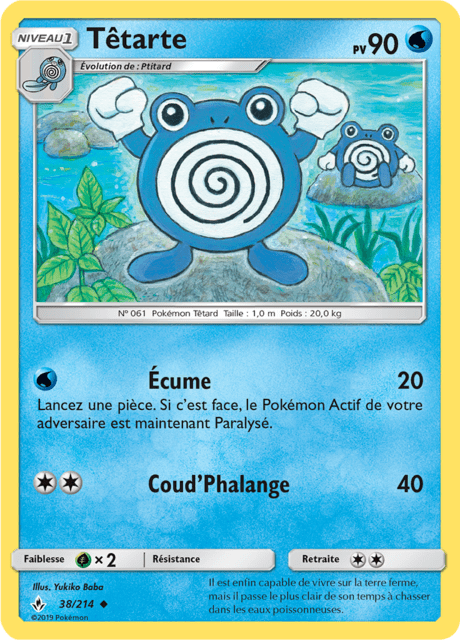 NIVEAU 1
Têtarte
PV 90
Évolution de : Ptitard
N° 061 Pokémon Têtard Taille : 1,0 m Poids : 20,0 kg
Écume 20
Lancez une pièce. Si c'est face, le Pokémon Actif de votre
adversaire est maintenant Paralysé.
Coud'Phalange 40
Faiblesse × 2 Résistance Retraite
Illus. Yukiko Baba
38/214
©2019 Pokémon
Il est enfin capable de vivre sur la terre ferme,
mais il passe le plus clair de son temps à chasser
dans les eaux poissonneuses.